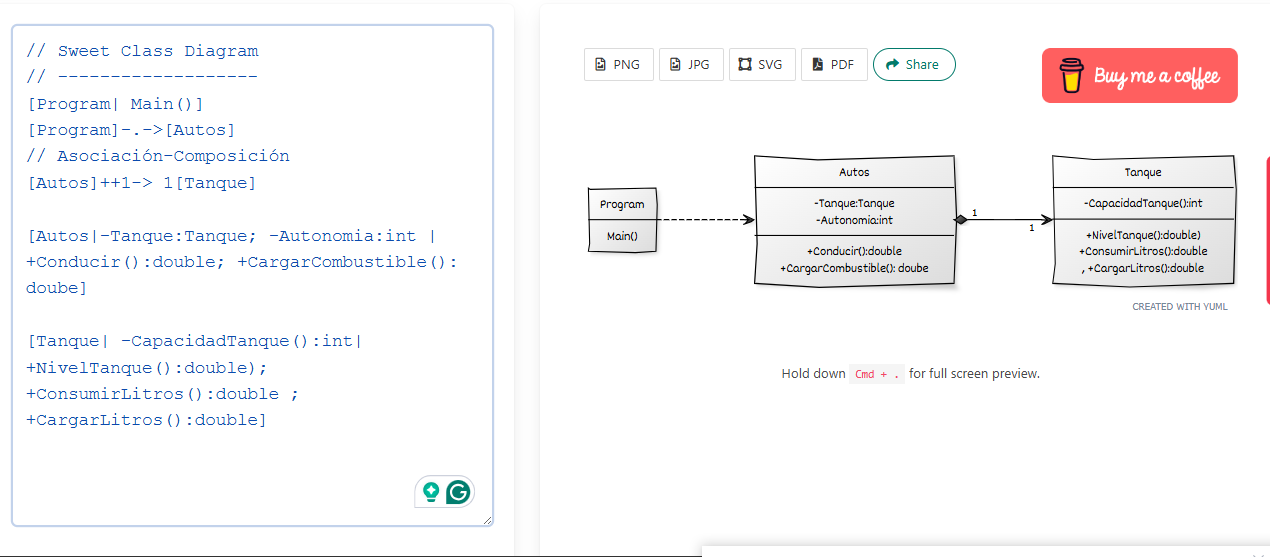 // Sweet Class Diagram
// -------------------
[Program| Main()]
[Program]-.->[Autos]
// Asociación-Composición
[Autos]++1-> 1[Tanque]
[Autos|-Tanque:Tanque; -Autonomia:int |
+Conducir():double; +CargarCombustible():
doube]
[Tanque| -CapacidadTanque():int|
+NivelTanque():double);
+ConsumirLitros():double ;
+CargarLitros():double]
PNG
JPG
SVG
PDF
Share
Buy me a coffee
Program
Main()
Autos
-Tanque:Tanque
-Autonomia:int
+Conducir():double
+CargarCombustible(): doube
1
1
Tanque
-CapacidadTanque():int
+NivelTanque():double)
+ConsumirLitros():double
, +CargarLitros():double
CREATED WITH YUML
Hold down Cmd + . for full screen preview.